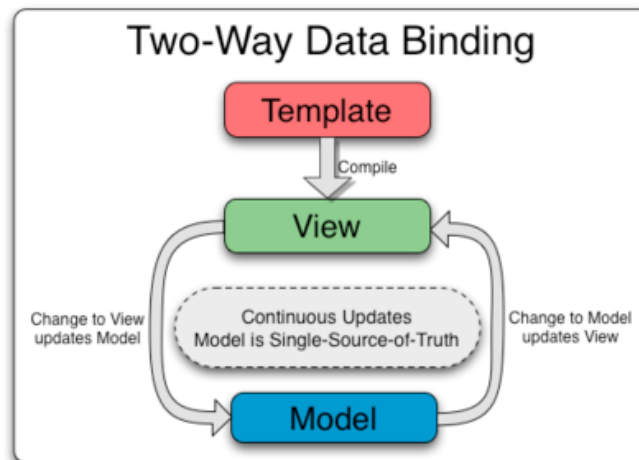 Two-Way Data Binding
Template
Compile
View
Change to View
updates Model
Continuous Updates
Model is Single-Source-of-Truth
Change to Model
updates View
Model